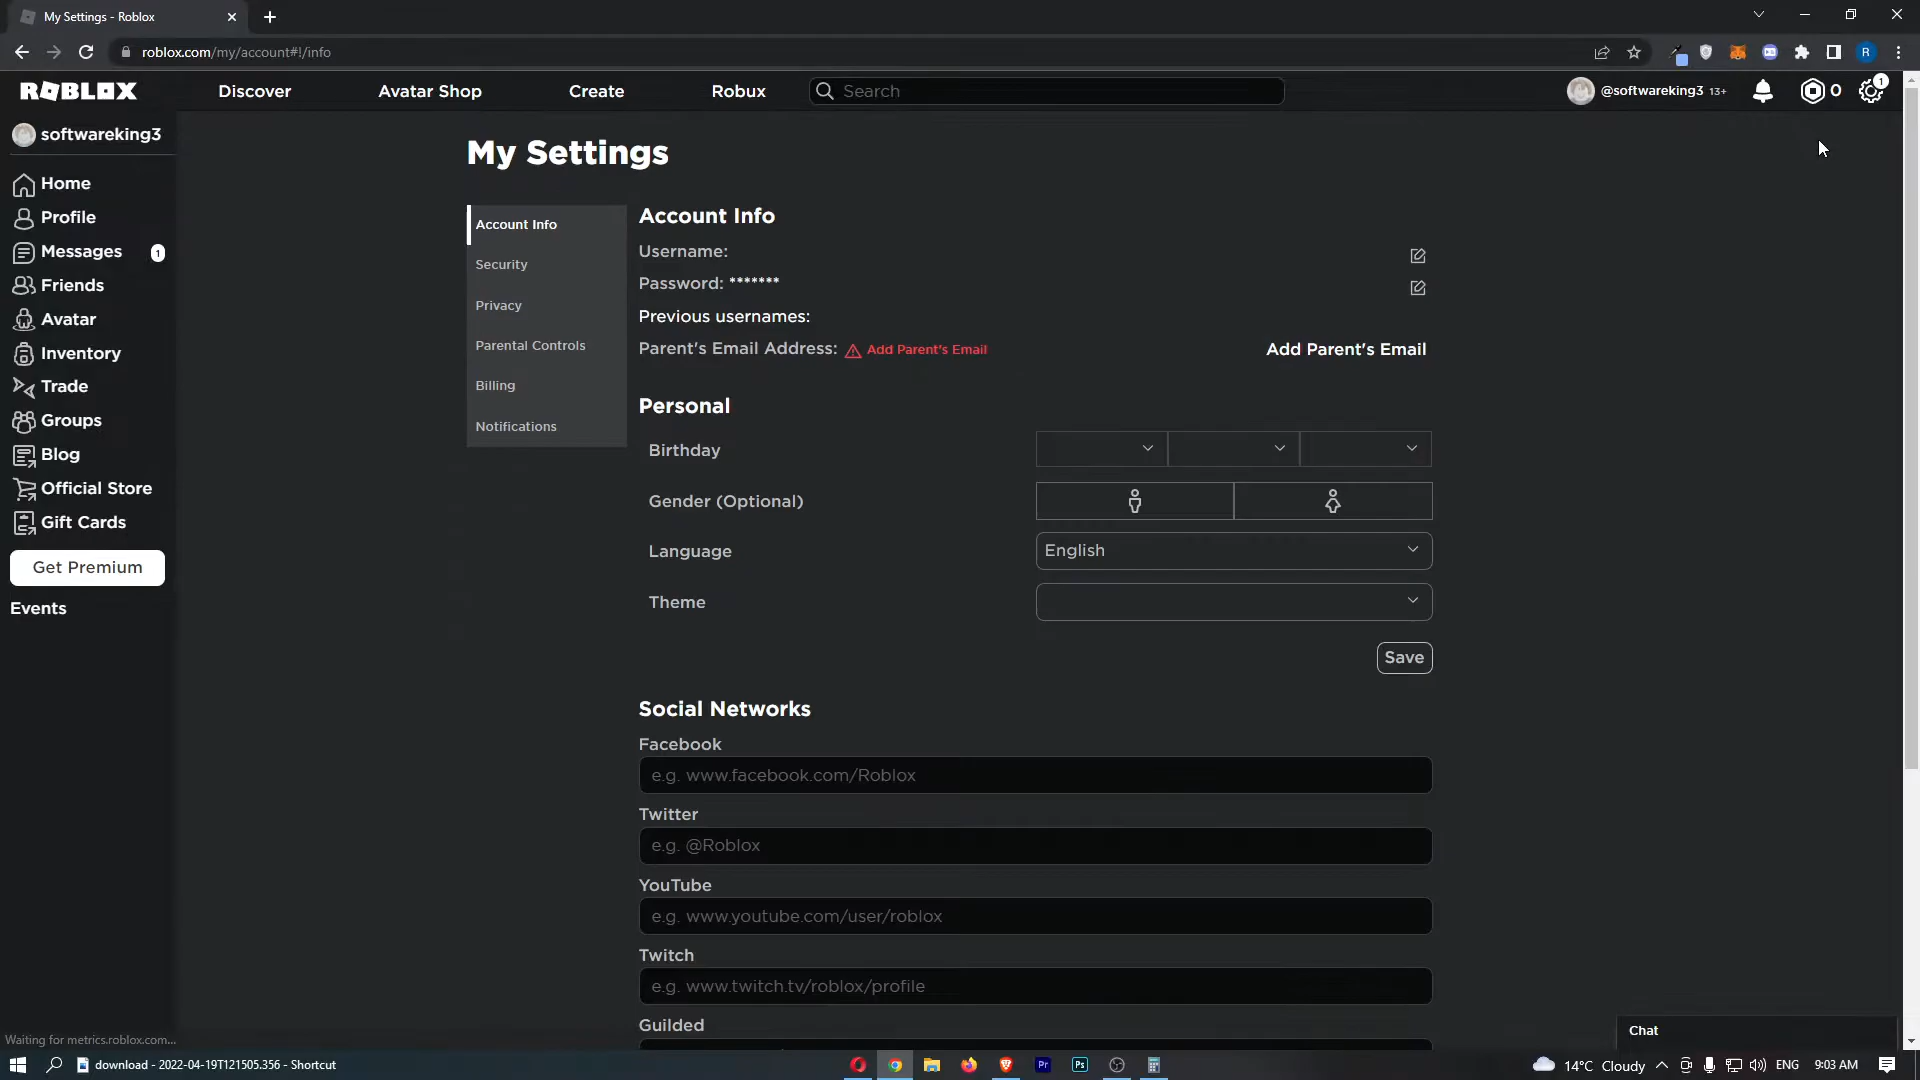 My Settings - Roblox
roblox.com/my/account#!/info
R
ROBLOX
Discover
Avatar Shop
Create
Robux
Search
@softwareking3 13+
0
1
softwareking3
Home
Profile
Messages 1
Friends
Avatar
Inventory
Trade
Groups
Blog
Official Store
Gift Cards
Get Premium
Events
My Settings
Account Info
Security
Privacy
Parental Controls
Billing
Notifications
Account Info
Username:
Password: *******
Previous usernames:
Parent's Email Address: Add Parent's Email
Add Parent's Email
Personal
Birthday
Gender (Optional)
Language
English
Theme
Save
Social Networks
Facebook
e.g. www.facebook.com/Roblox
Twitter
e.g. @Roblox
YouTube
e.g. www.youtube.com/user/roblox
Twitch
e.g. www.twitch.tv/roblox/profile
Guilded
Chat
Waiting for metrics.roblox.com...
download - 2022-04-19T121505.356 - Shortcut
Pr
Ps
14°C Cloudy
ENG
9:03 AM